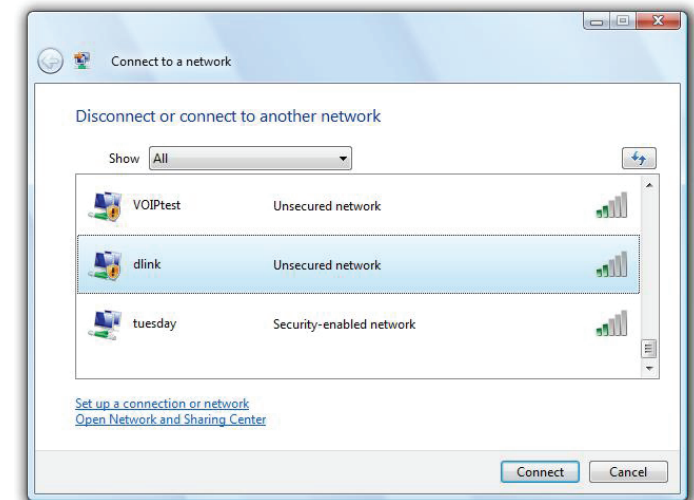 Connect to a network
Disconnect or connect to another network
Show All
VOIPtest Unsecured network
dlink Unsecured network
tuesday Security-enabled network
Set up a connection or network
Open Network and Sharing Center
Connect Cancel